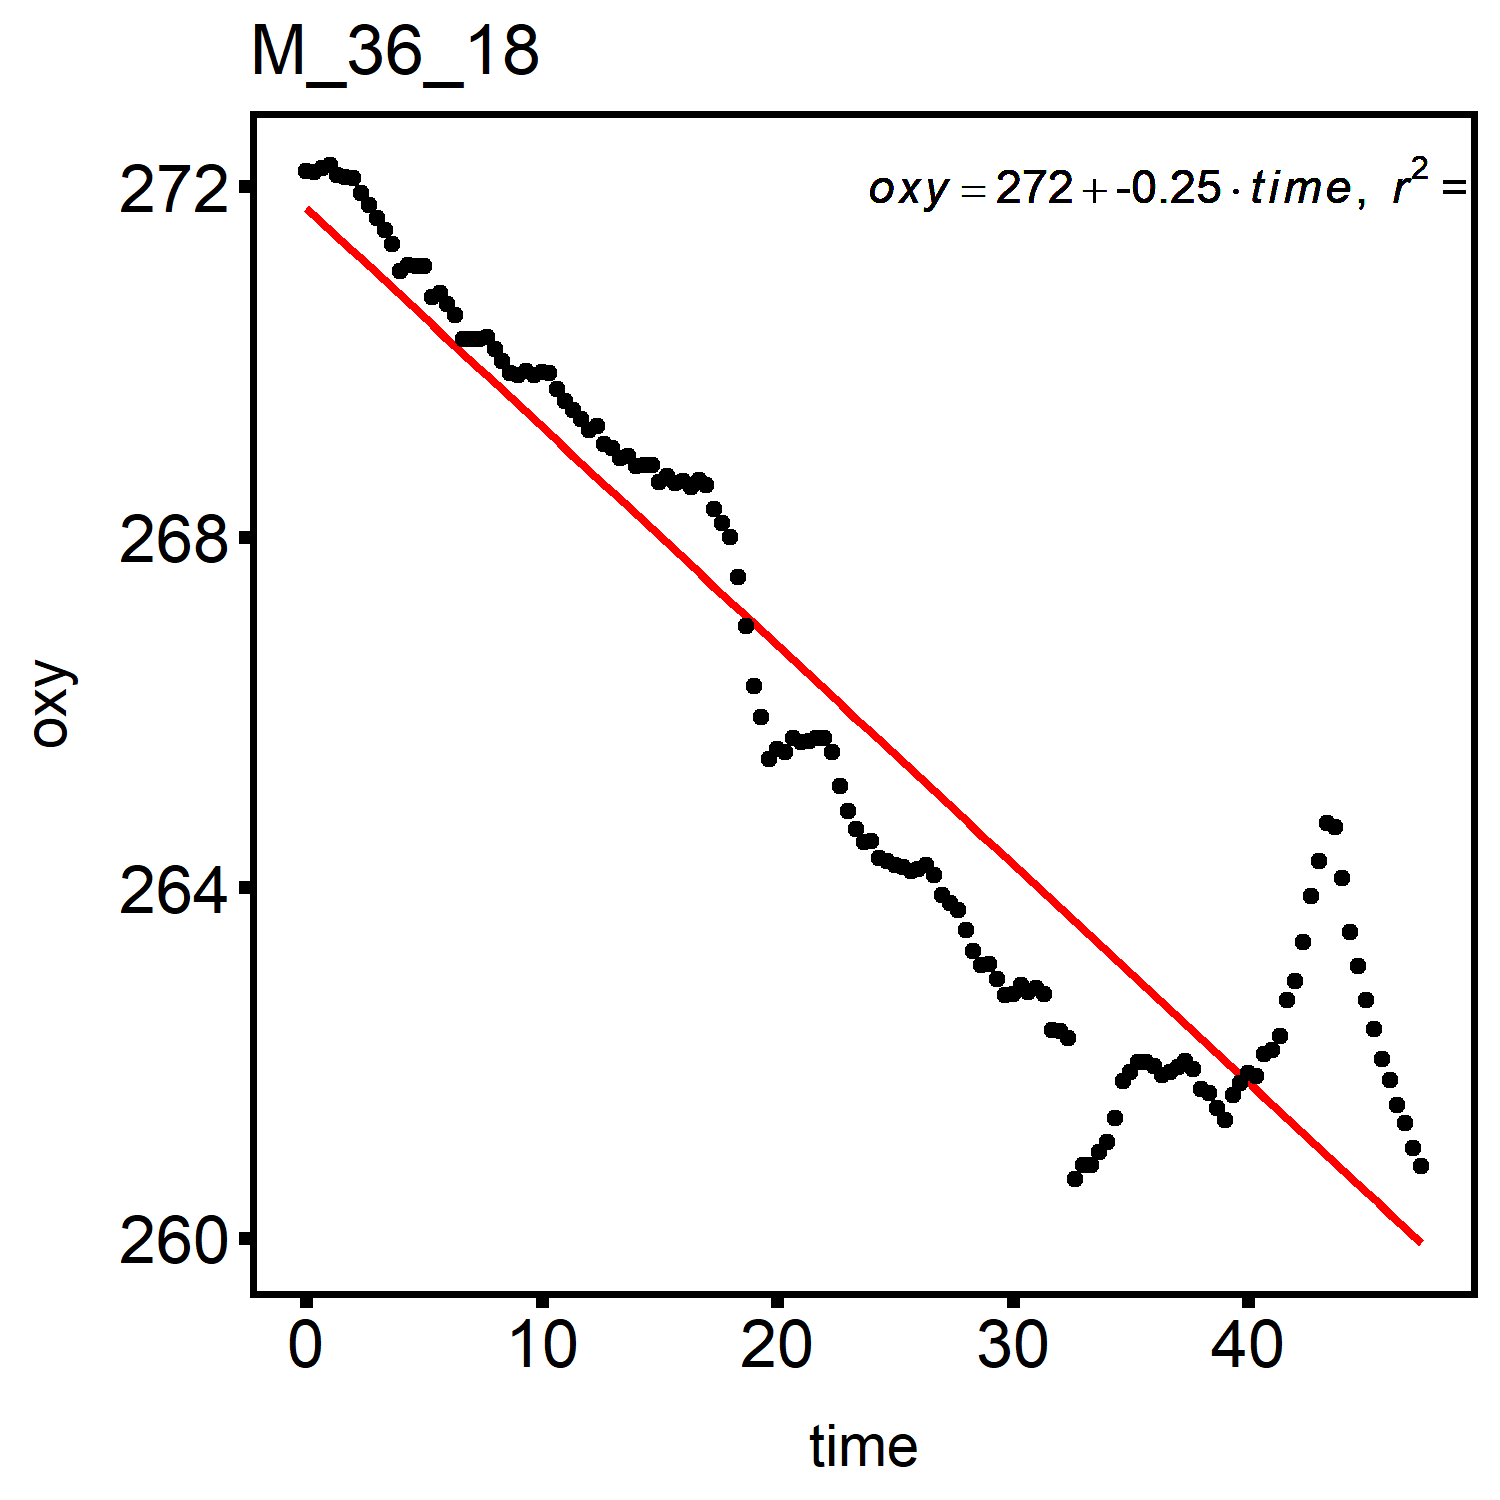 M_36_18
oxy = 272 + -0.25 · time, r² =
272
268
264
260
oxy
0 10 20 30 40
time